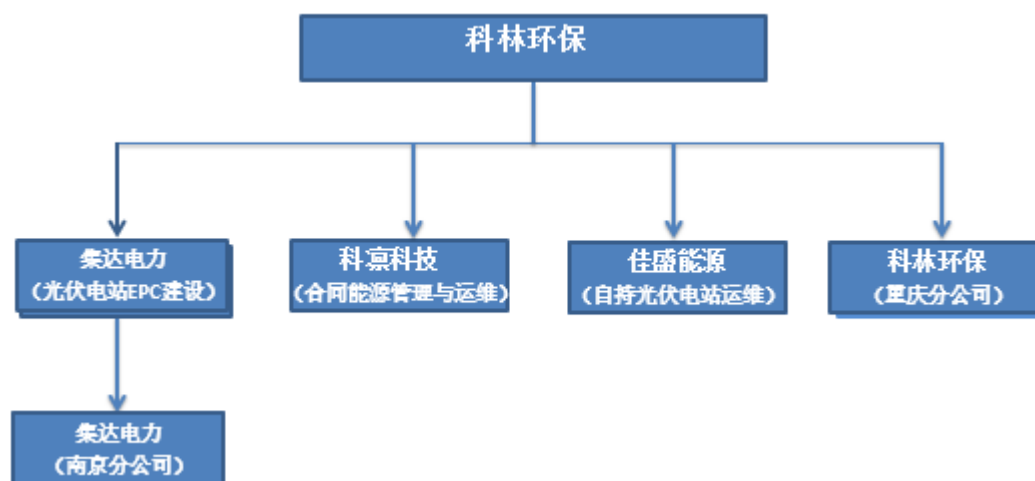 科林环保
集达电力
（光伏电站EPC建设）
科凛科技
（合同能源管理与运维）
佳盛能源
（自持光伏电站运维）
科林环保
（重庆分公司）
集达电力
（南京分公司）